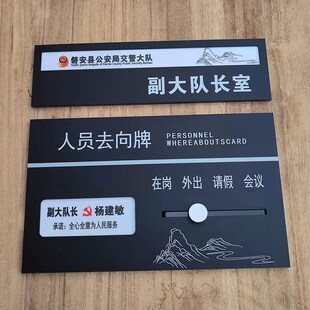 磐安县公安局交警大队
副大队长室
人员去向牌
PERSONNEL
WHEREABOUTSCARD
在岗 外出 请假 会议
副大队长 杨建敏
承诺：全心全意为人民服务